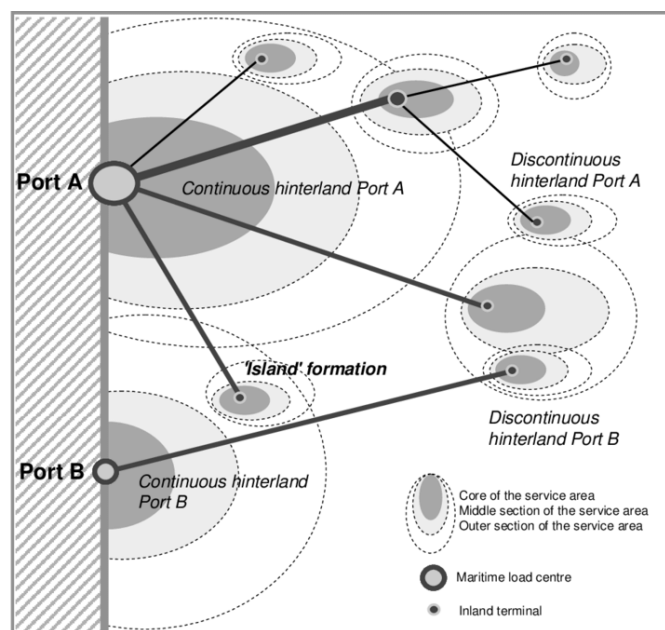 Port A
Continuous hinterland Port A
Discontinuous
hinterland Port A
'Island' formation
Discontinuous
hinterland Port B
Port B
Continuous hinterland
Port B
Core of the service area
Middle section of the service area
Outer section of the service area
Maritime load centre
Inland terminal